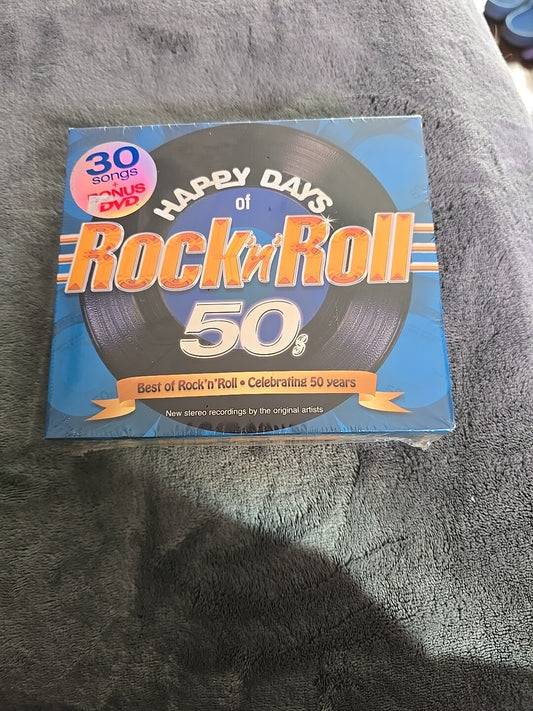 30
songs
+
BONUS
DVD
HAPPY DAYS
of
Rock'n'Roll
50s
Best of Rock'n'Roll • Celebrating 50 years
New stereo recordings by the original artists